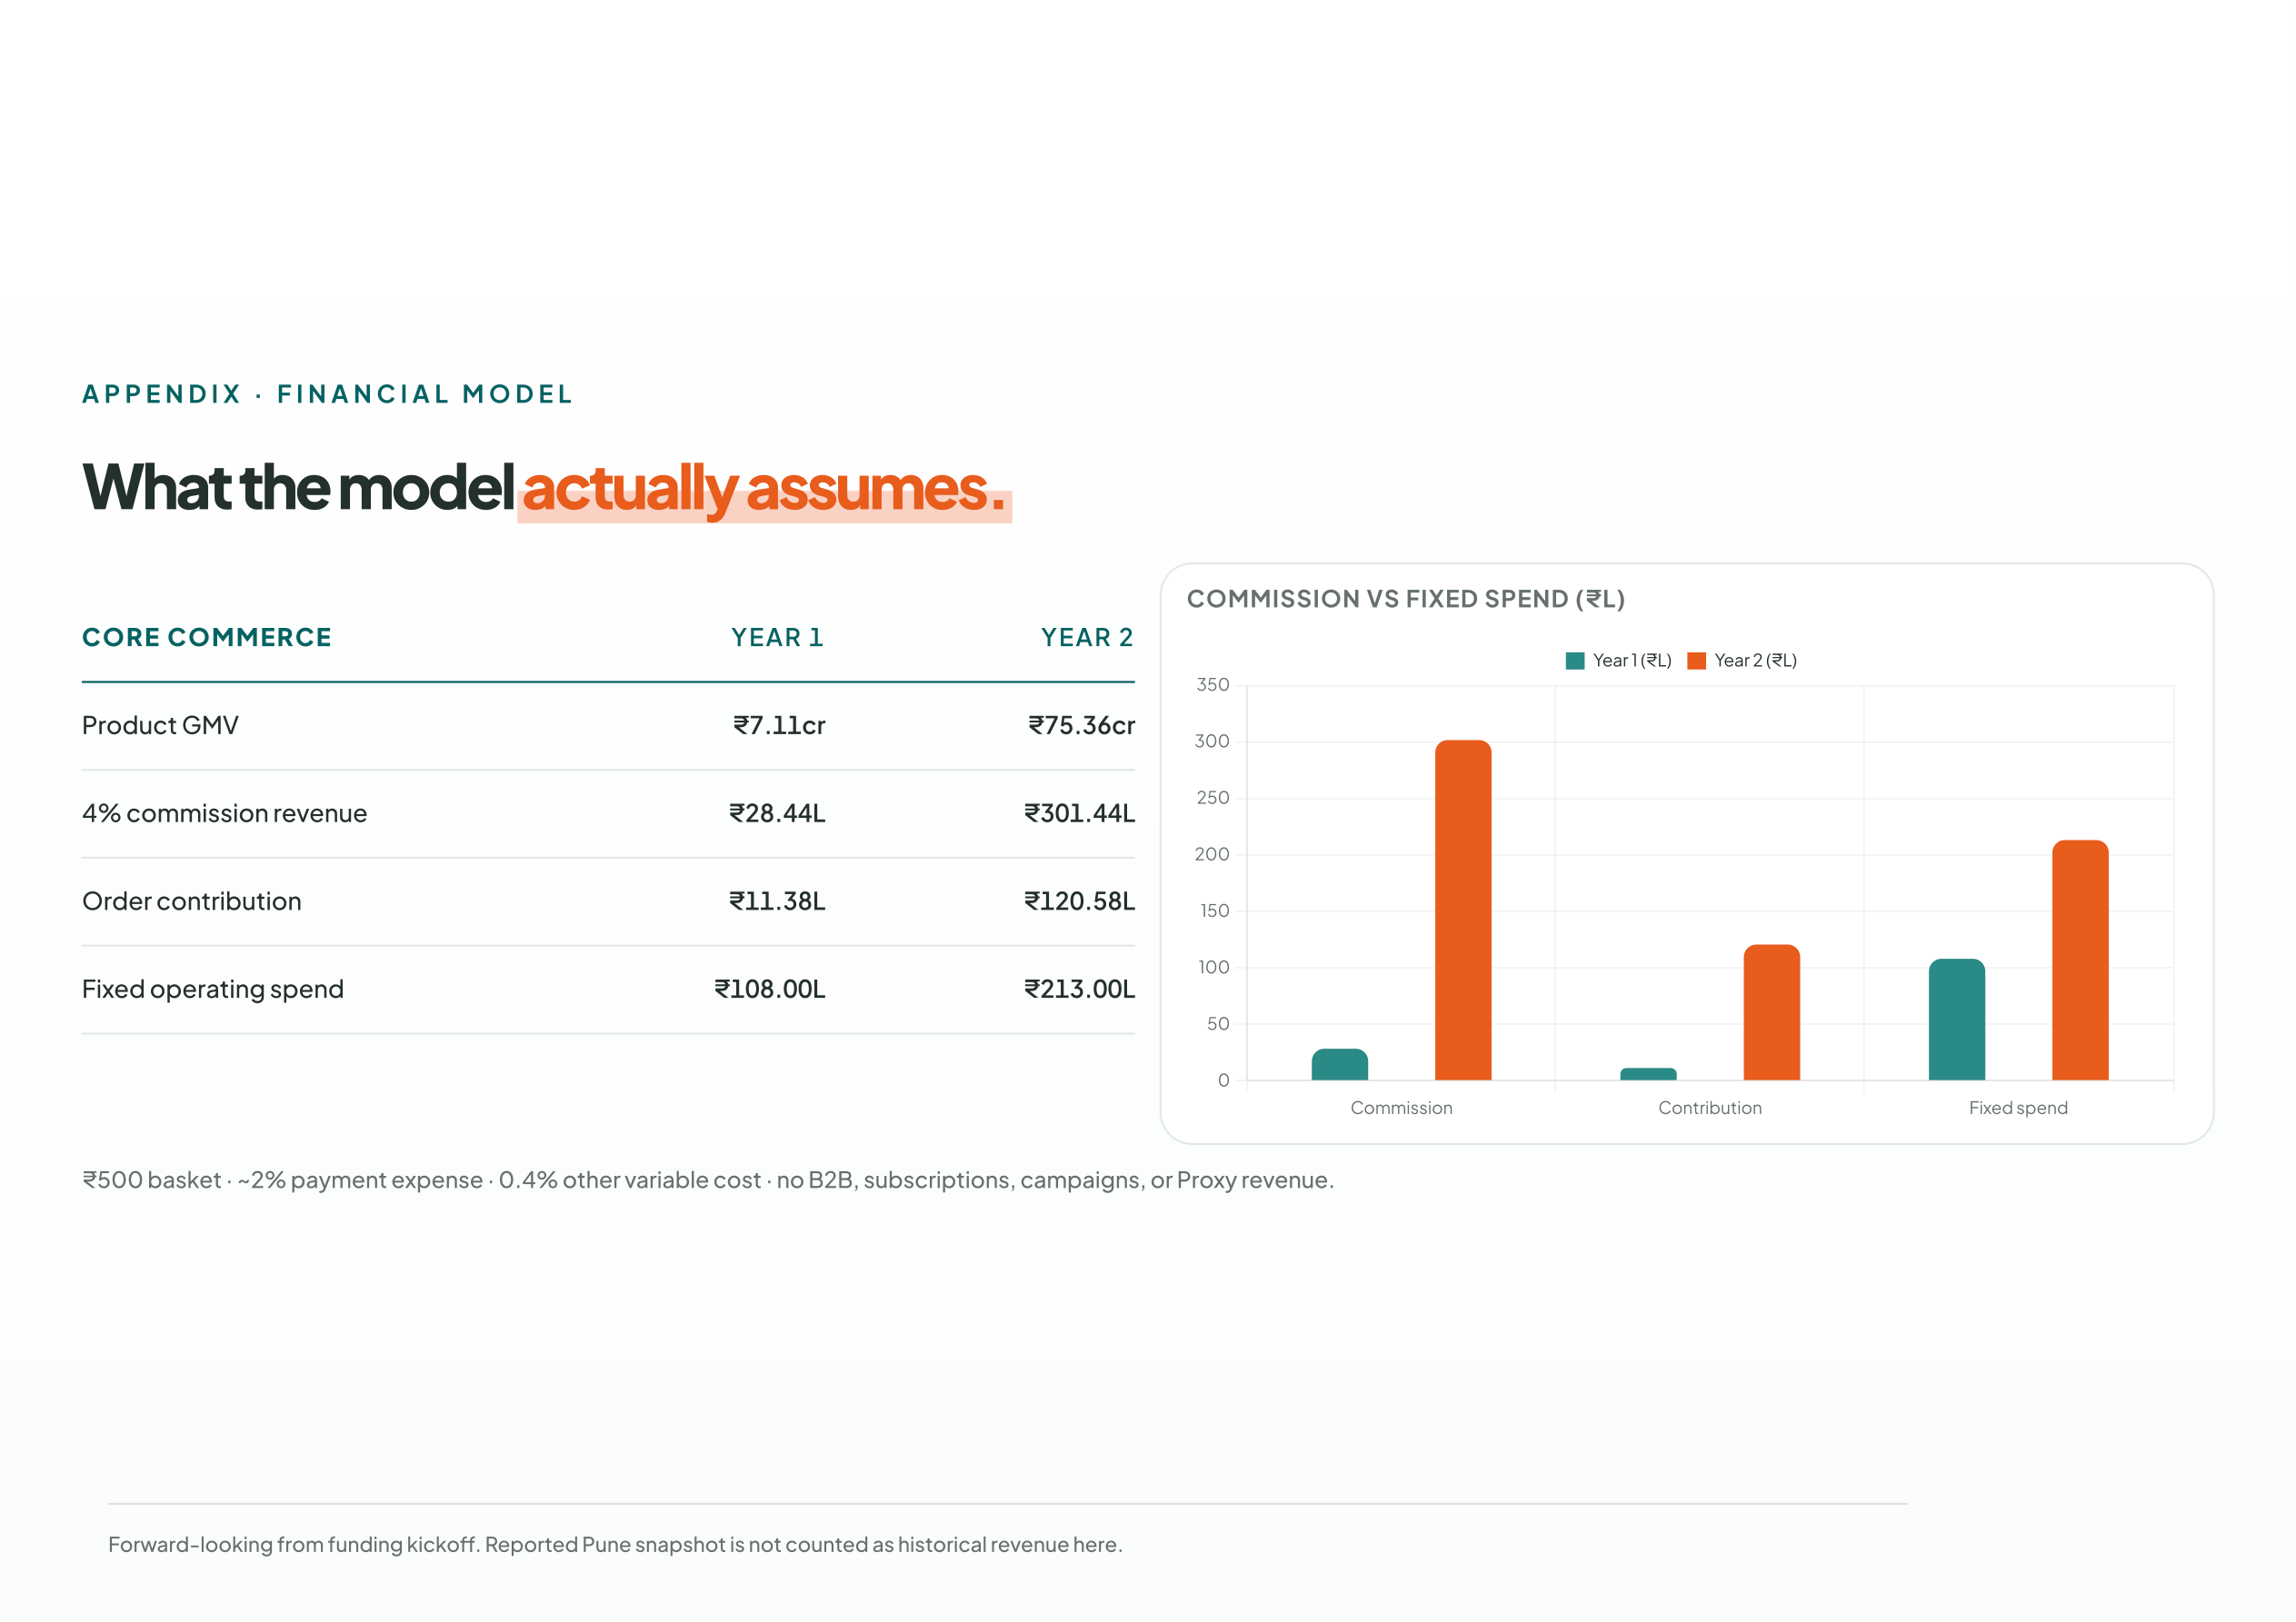 APPENDIX · FINANCIAL MODEL
What the model actually assumes.
CORE COMMERCE YEAR 1 YEAR 2
Product GMV ₹7.11cr ₹75.36cr
4% commission revenue ₹28.44L ₹301.44L
Order contribution ₹11.38L ₹120.58L
Fixed operating spend ₹108.00L ₹213.00L
COMMISSION VS FIXED SPEND (₹L)
Year 1 (₹L) Year 2 (₹L)
350
300
250
200
150
100
50
0
Commission Contribution Fixed spend
₹500 basket · ~2% payment expense · 0.4% other variable cost · no B2B, subscriptions, campaigns, or Proxy revenue.
Forward-looking from funding kickoff. Reported Pune snapshot is not counted as historical revenue here.